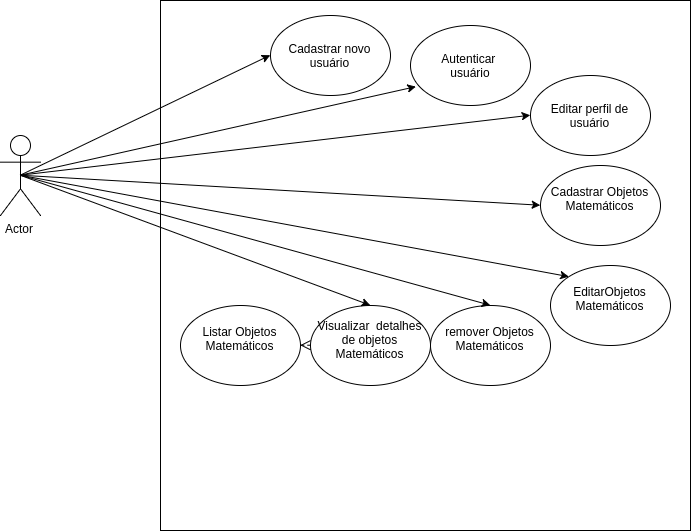 Cadastrar novo
usuário
Autenticar
usuário
Editar perfil de
usuário
Cadastrar Objetos
Matemáticos
Actor
EditarObjetos
Matemáticos
Listar Objetos
Matemáticos
Visualizar detalhes
de objetos
Matemáticos
remover Objetos
Matemáticos